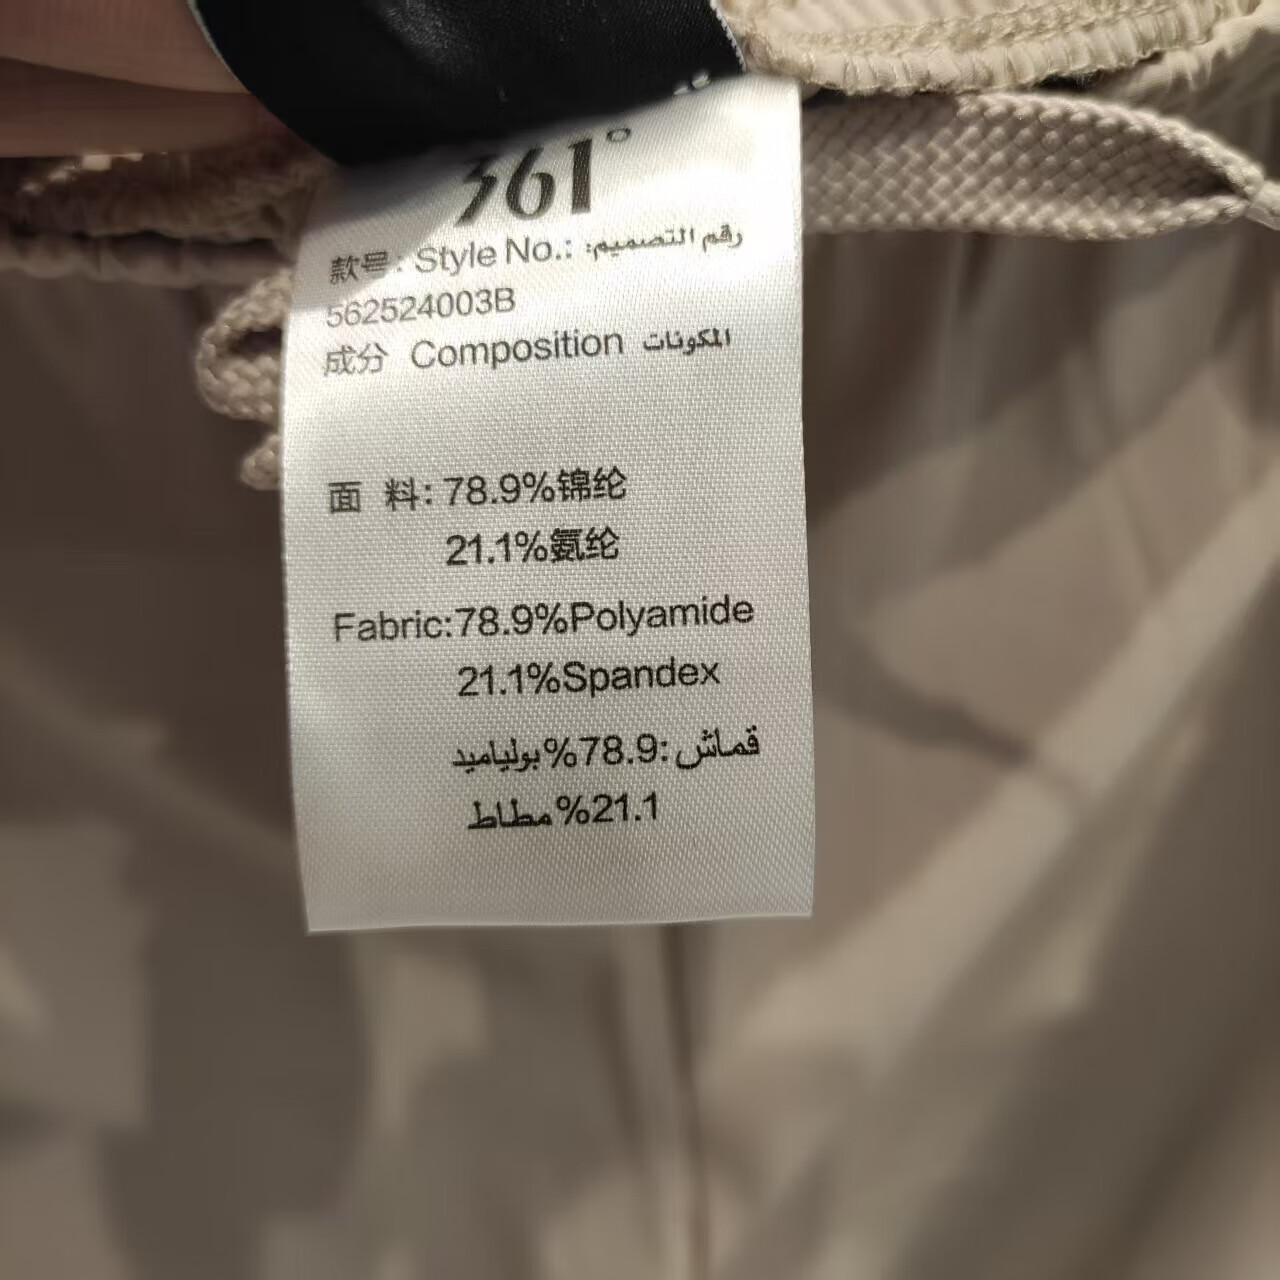 361°
款号: Style No.: رقم التصميم:
562524003B
成分 Composition المكونات
面 料: 78.9%锦纶
21.1%氨纶
Fabric:78.9%Polyamide
21.1%Spandex
قماش:78.9%بولياميد
21.1%مطاط